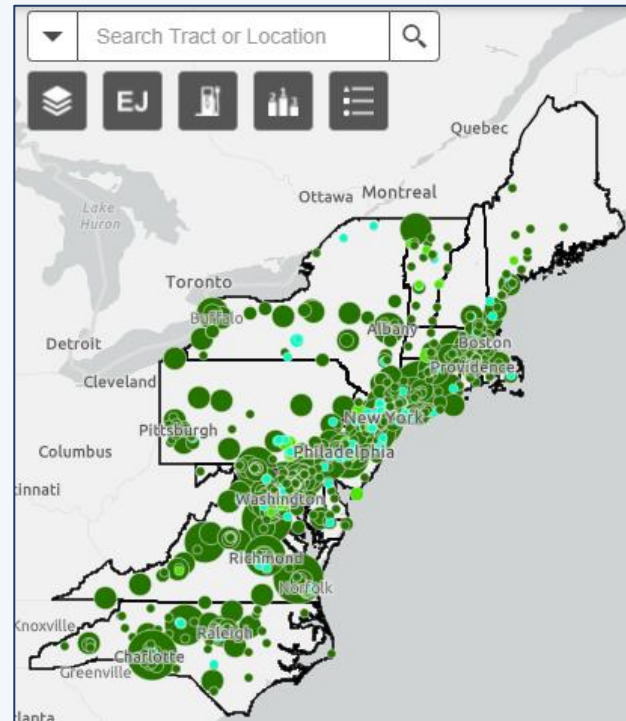 Search Tract or Location
EJ
Quebec
Ottawa
Montreal
Lake
Huron
Toronto
Buffalo
Albany
Detroit
Boston
Providence
Cleveland
New York
Pittsburgh
Philadelphia
Columbus
cinnati
Washington
Richmond
Norfolk
Knoxville
Raleigh
Charlotte
Greenville
lanta